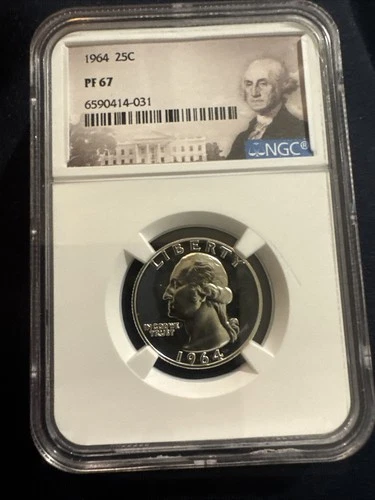 1964 25C
PF 67
6590414-031
NGC®
LIBERTY
IN GOD WE
TRUST
1964